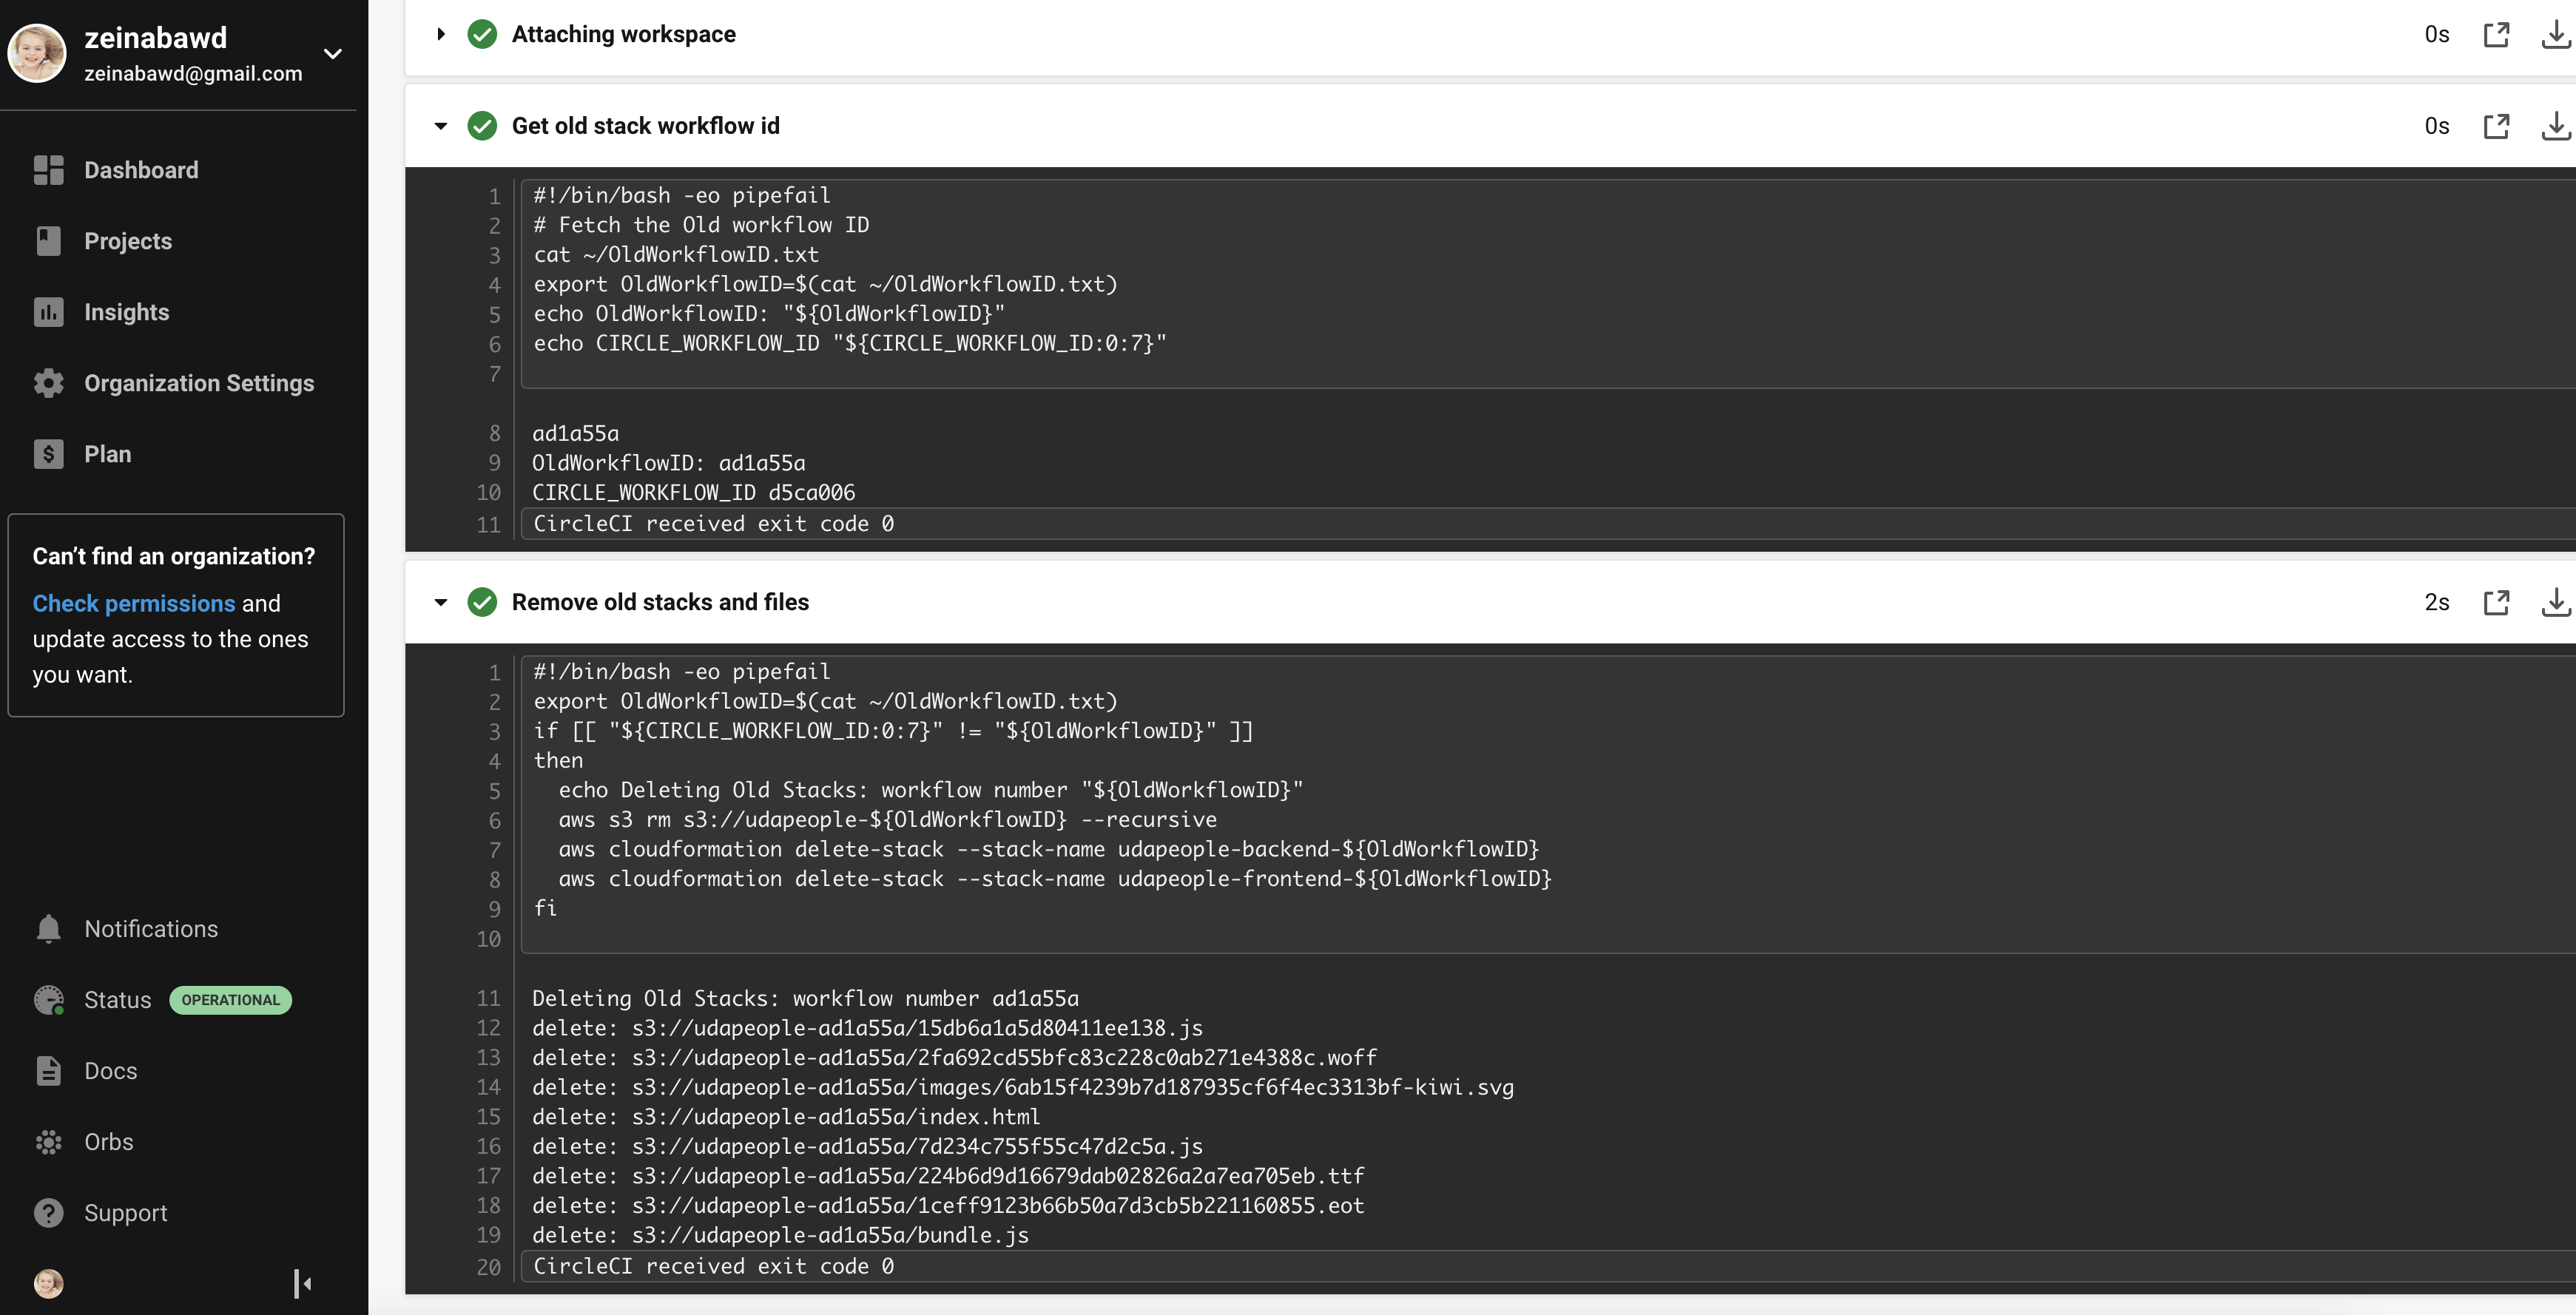 zeinabawd
zeinabawd@gmail.com
Dashboard
Projects
Insights
Organization Settings
Plan
Can’t find an organization?
Check permissions and
update access to the ones
you want.
Notifications
Status OPERATIONAL
Docs
Orbs
Support
Attaching workspace 0s
Get old stack workflow id 0s
1 #!/bin/bash -eo pipefail
2 # Fetch the Old workflow ID
3 cat ~/OldWorkflowID.txt
4 export OldWorkflowID=$(cat ~/OldWorkflowID.txt)
5 echo OldWorkflowID: "${OldWorkflowID}"
6 echo CIRCLE_WORKFLOW_ID "${CIRCLE_WORKFLOW_ID:0:7}"
7
8 ad1a55a
9 OldWorkflowID: ad1a55a
10 CIRCLE_WORKFLOW_ID d5ca006
11 CircleCI received exit code 0
Remove old stacks and files 2s
1 #!/bin/bash -eo pipefail
2 export OldWorkflowID=$(cat ~/OldWorkflowID.txt)
3 if [[ "${CIRCLE_WORKFLOW_ID:0:7}" != "${OldWorkflowID}" ]]
4 then
5 echo Deleting Old Stacks: workflow number "${OldWorkflowID}"
6 aws s3 rm s3://udapeople-${OldWorkflowID} --recursive
7 aws cloudformation delete-stack --stack-name udapeople-backend-${OldWorkflowID}
8 aws cloudformation delete-stack --stack-name udapeople-frontend-${OldWorkflowID}
9 fi
10
11 Deleting Old Stacks: workflow number ad1a55a
12 delete: s3://udapeople-ad1a55a/15db6a1a5d80411ee138.js
13 delete: s3://udapeople-ad1a55a/2fa692cd55bfc83c228c0ab271e4388c.woff
14 delete: s3://udapeople-ad1a55a/images/6ab15f4239b7d187935cf6f4ec3313bf-kiwi.svg
15 delete: s3://udapeople-ad1a55a/index.html
16 delete: s3://udapeople-ad1a55a/7d234c755f55c47d2c5a.js
17 delete: s3://udapeople-ad1a55a/224b6d9d16679dab02826a2a7ea705eb.ttf
18 delete: s3://udapeople-ad1a55a/1ceff9123b66b50a7d3cb5b221160855.eot
19 delete: s3://udapeople-ad1a55a/bundle.js
20 CircleCI received exit code 0